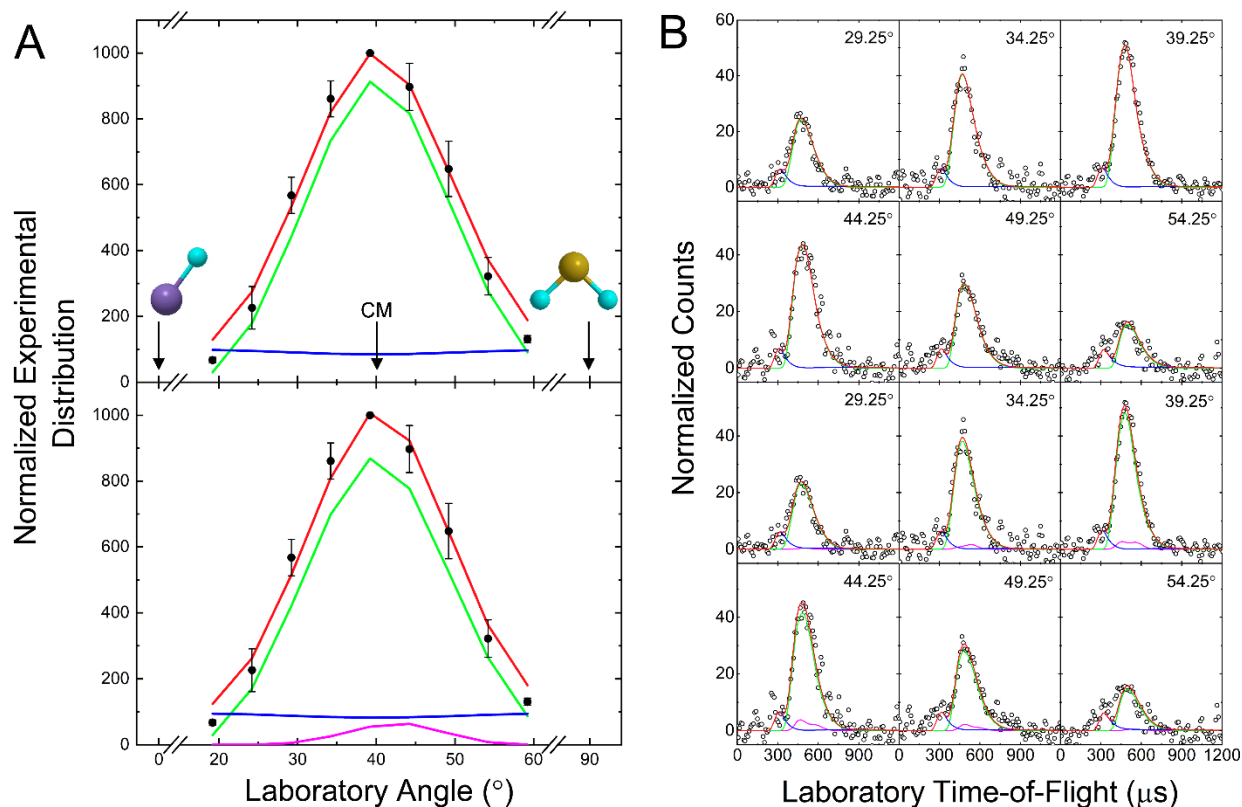 A
Normalized Experimental
Distribution
1000
800
600
400
200
0
CM
1000
800
600
400
200
0
0 20 30 40 50 60 90
Laboratory Angle (°)
B
Normalized Counts
29.25° 34.25° 39.25°
60
40
20
0
44.25° 49.25° 54.25°
40
20
0
29.25° 34.25° 39.25°
40
20
0
44.25° 49.25° 54.25°
60
40
20
0
0 300 600 900 300 600 900 300 600 900 1200
Laboratory Time-of-Flight (μs)